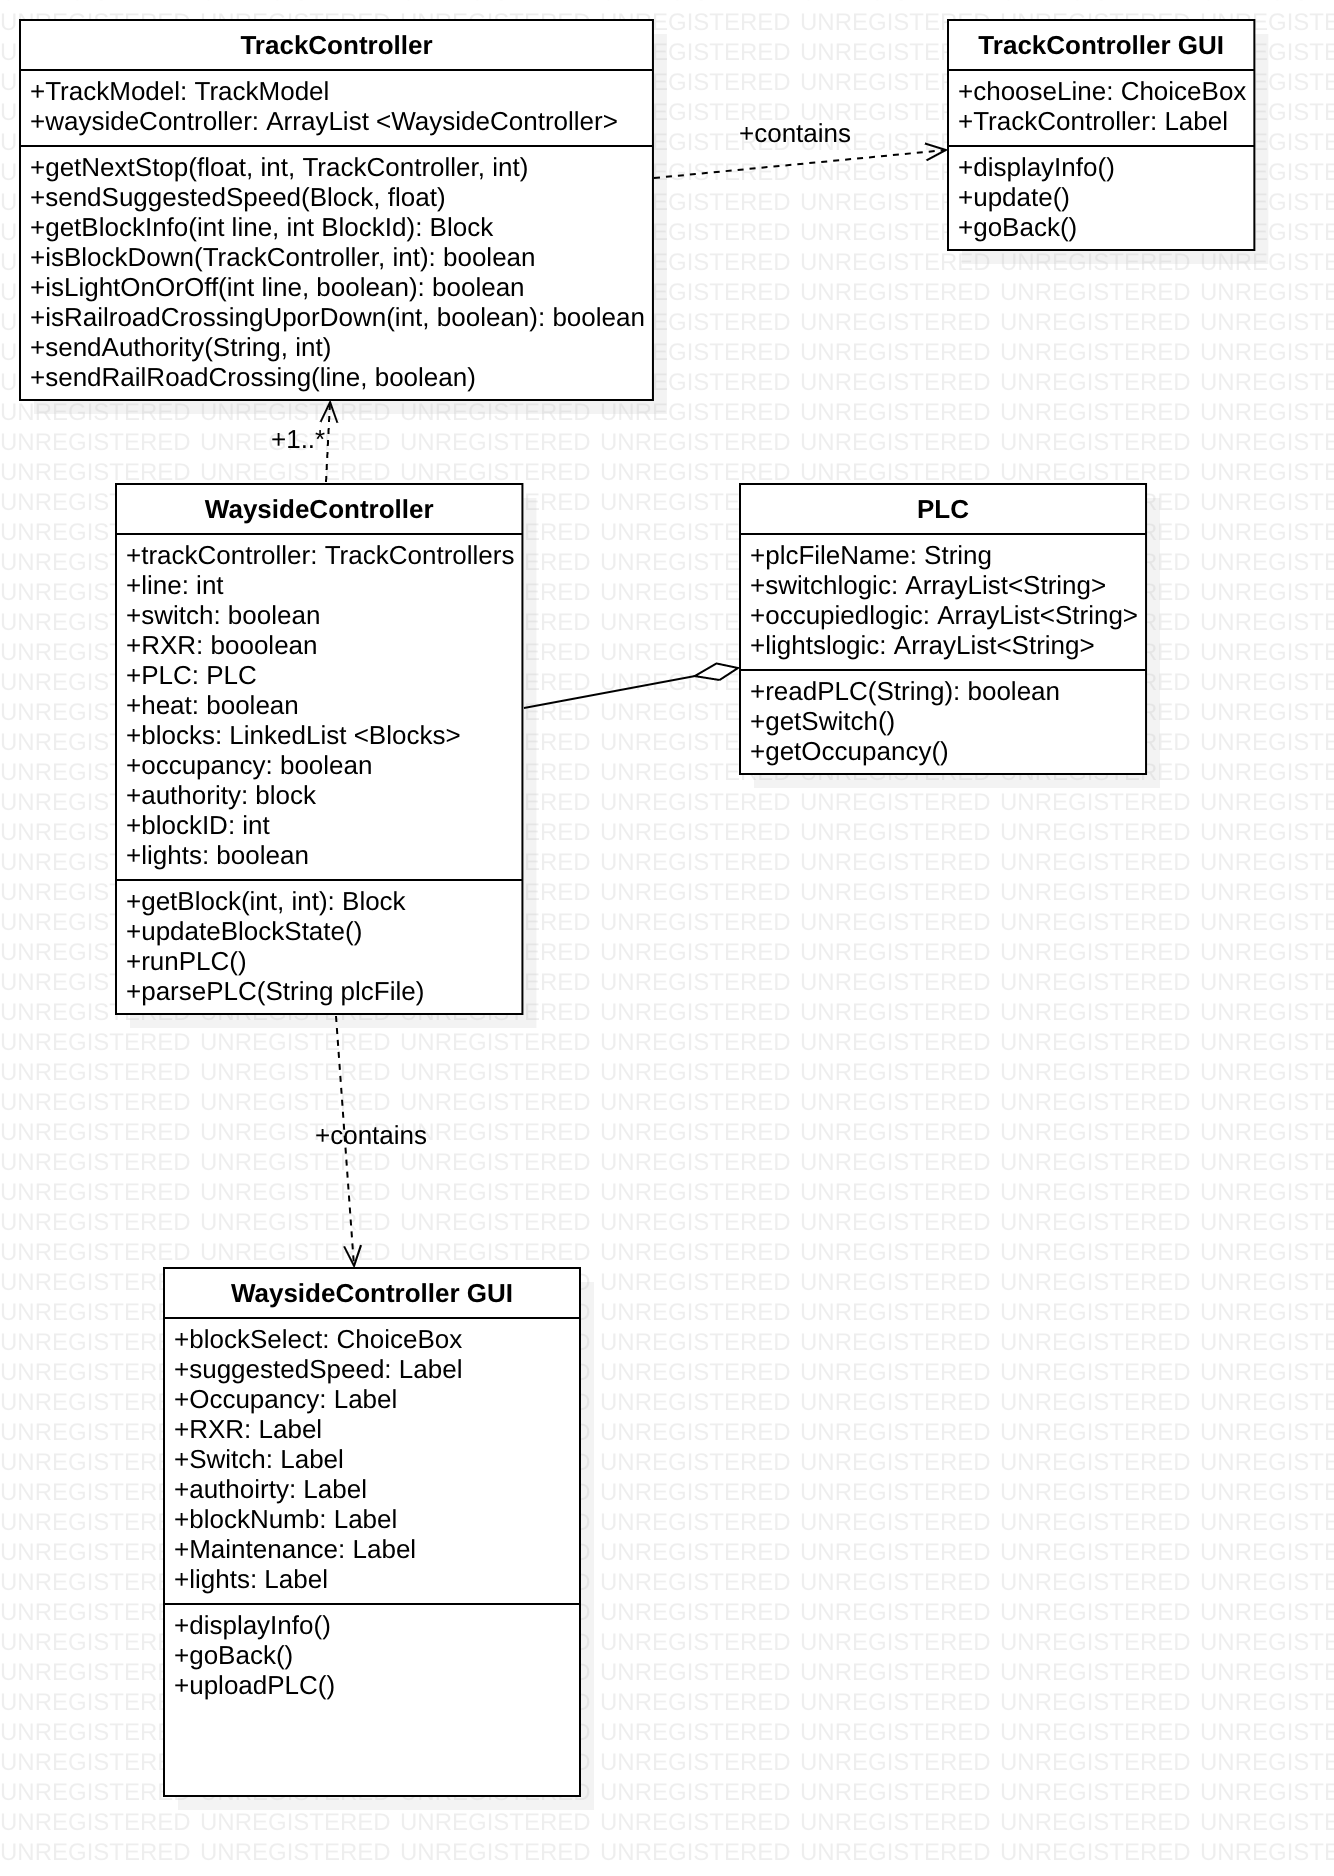 TrackController
+TrackModel: TrackModel
+waysideController: ArrayList <WaysideController>
+getNextStop(float, int, TrackController, int)
+sendSuggestedSpeed(Block, float)
+getBlockInfo(int line, int BlockId): Block
+isBlockDown(TrackController, int): boolean
+isLightOnOrOff(int line, boolean): boolean
+isRailroadCrossingUporDown(int, boolean): boolean
+sendAuthority(String, int)
+sendRailRoadCrossing(line, boolean)
+contains
TrackController GUI
+chooseLine: ChoiceBox
+TrackController: Label
+displayInfo()
+update()
+goBack()
+1..*
WaysideController
+trackController: TrackControllers
+line: int
+switch: boolean
+RXR: booolean
+PLC: PLC
+heat: boolean
+blocks: LinkedList <Blocks>
+occupancy: boolean
+authority: block
+blockID: int
+lights: boolean
+getBlock(int, int): Block
+updateBlockState()
+runPLC()
+parsePLC(String plcFile)
PLC
+plcFileName: String
+switchlogic: ArrayList<String>
+occupiedlogic: ArrayList<String>
+lightslogic: ArrayList<String>
+readPLC(String): boolean
+getSwitch()
+getOccupancy()
+contains
WaysideController GUI
+blockSelect: ChoiceBox
+suggestedSpeed: Label
+Occupancy: Label
+RXR: Label
+Switch: Label
+authoirty: Label
+blockNumb: Label
+Maintenance: Label
+lights: Label
+displayInfo()
+goBack()
+uploadPLC()
UNREGISTERED